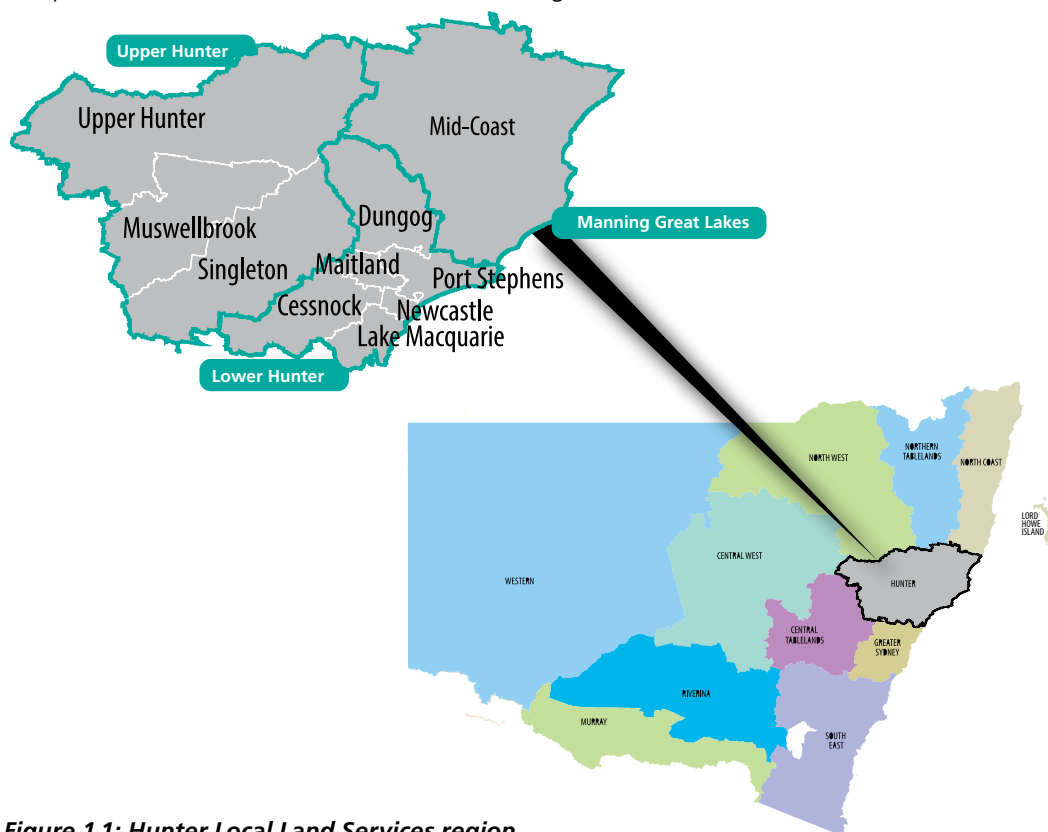 Upper Hunter
Upper Hunter
Mid-Coast
Dungog
Manning Great Lakes
Muswellbrook
Singleton
Maitland
Port Stephens
Cessnock
Newcastle
Lake Macquarie
Lower Hunter
NORTHERN
TABLELANDS
NORTH WEST
NORTH COAST
LORD
HOWE
ISLAND
CENTRAL WEST
WESTERN
HUNTER
CENTRAL
TABLELANDS
GREATER
SYDNEY
RIVERINA
MURRAY
SOUTH
EAST
Figure 1.1: Hunter Local Land Services region